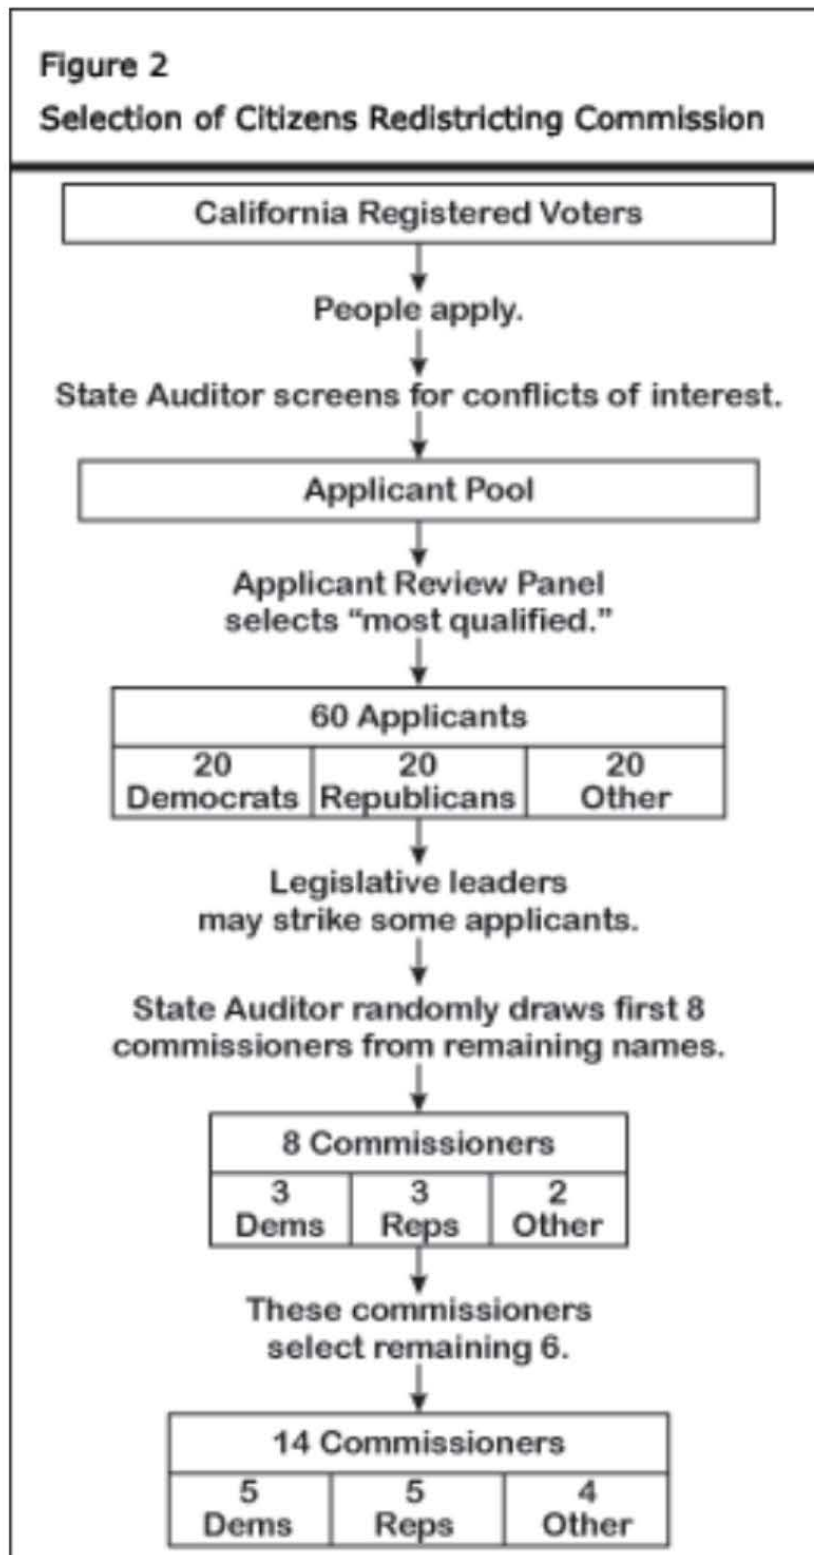 Figure 2
Selection of Citizens Redistricting Commission
California Registered Voters
People apply.
State Auditor screens for conflicts of interest.
Applicant Pool
Applicant Review Panel
selects “most qualified.”
60 Applicants
20 Democrats
20 Republicans
20 Other
Legislative leaders
may strike some applicants.
State Auditor randomly draws first 8
commissioners from remaining names.
8 Commissioners
3 Dems
3 Reps
2 Other
These commissioners
select remaining 6.
14 Commissioners
5 Dems
5 Reps
4 Other